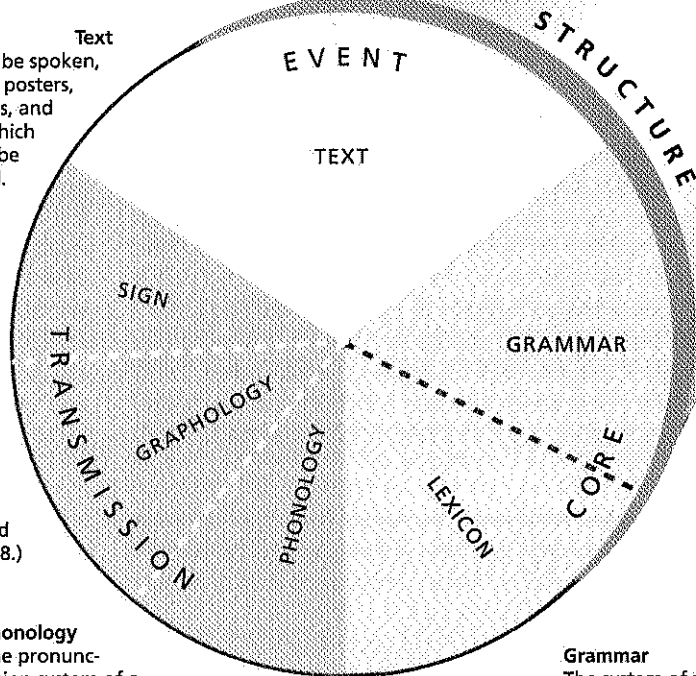 STRUCTURE
Text
be spoken,
posters,
s, and
hich
be
EVENT
TEXT
SIGN
GRAMMAR
TRANSMISSION
GRAPHOLOGY
PHONOLOGY
LEXICON
CORE
d
8.)
onology
e pronunc-
Grammar